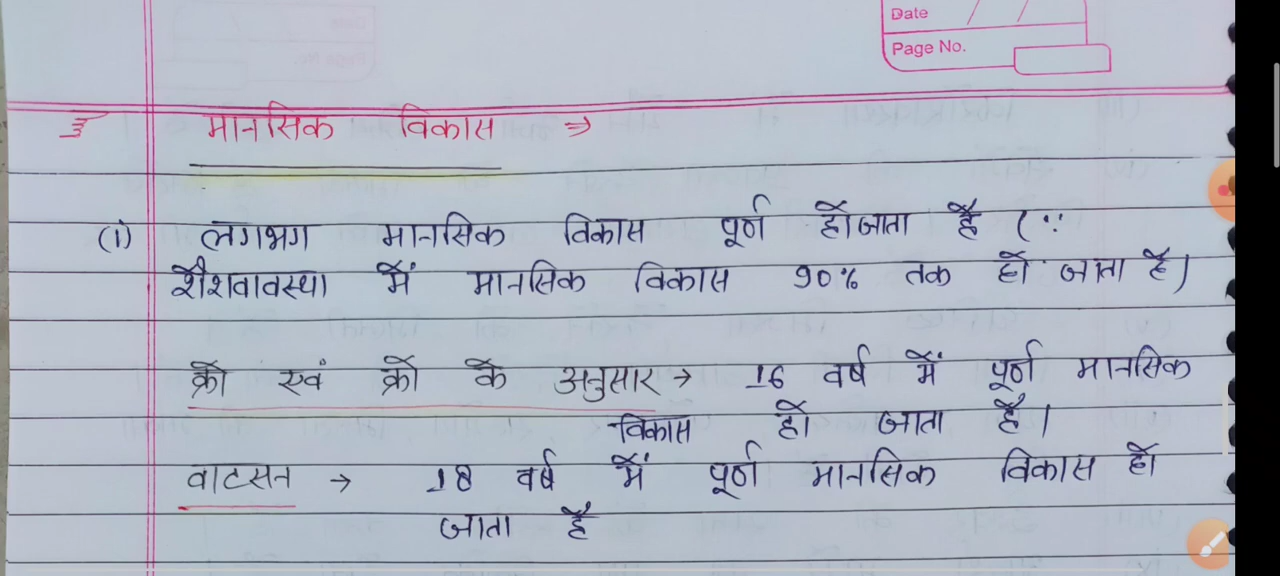 Date / /
Page No.
मानसिक विकास ⇒
(i) लगभग मानसिक विकास पूर्ण होजाता है (∵
शैशवावस्था में मानसिक विकास 90% तक हो जाता है।
क्रो एवं क्रो के अनुसार → 16 वर्ष में पूर्ण मानसिक
विकास हो जाता है।
वाटसन → 18 वर्ष में पूर्ण मानसिक विकास हो
जाता है